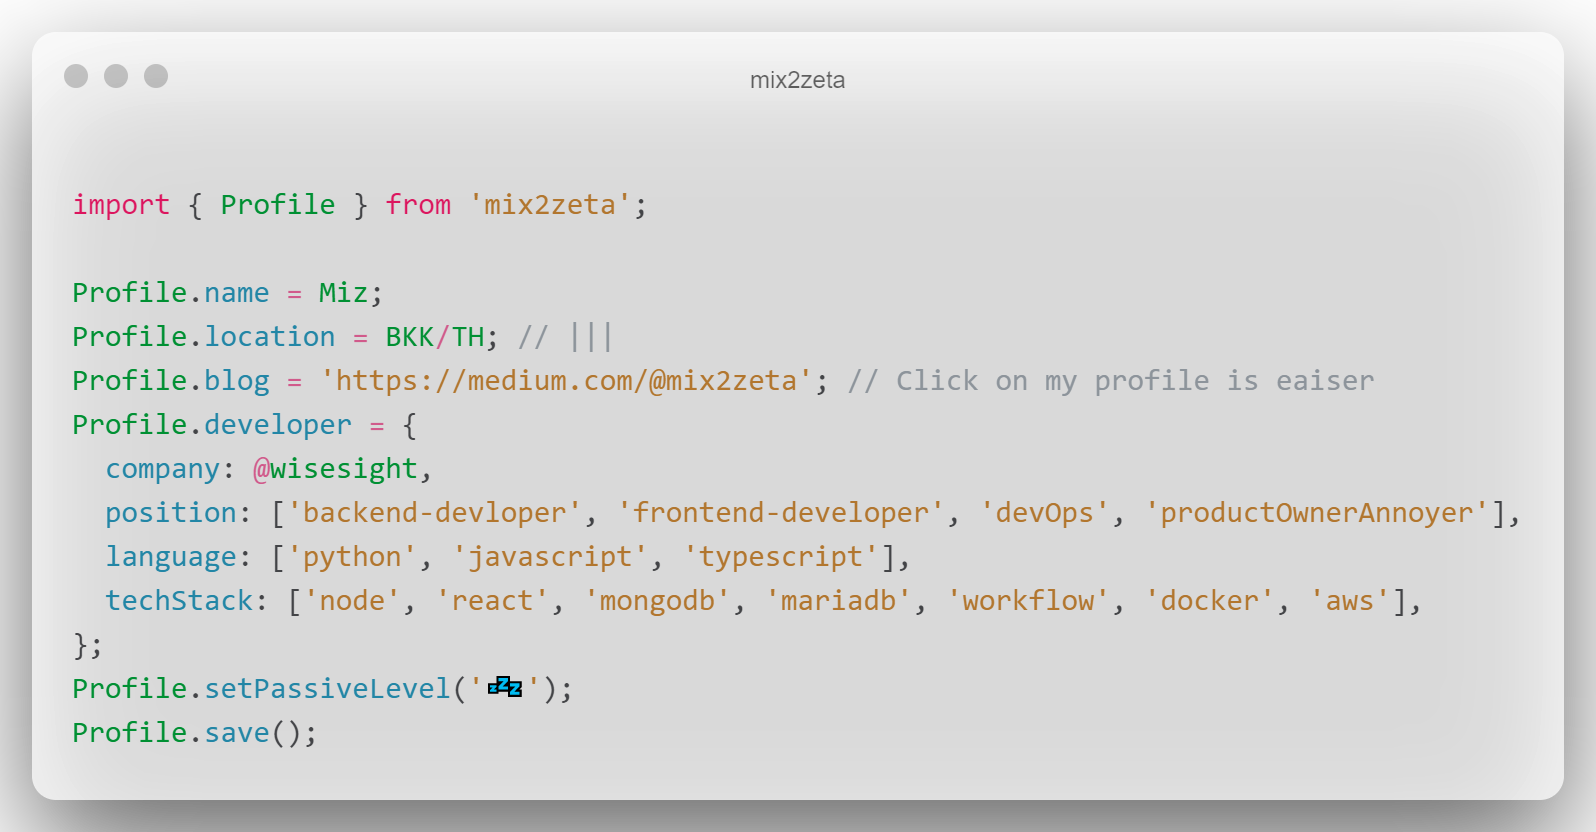 mix2zeta
import { Profile } from 'mix2zeta';
Profile.name = Miz;
Profile.location = BKK/TH; // |||
Profile.blog = 'https://medium.com/@mix2zeta'; // Click on my profile is eaiser
Profile.developer = {
  company: @wisesight,
  position: ['backend-devloper', 'frontend-developer', 'devOps', 'productOwnerAnnoyer'],
  language: ['python', 'javascript', 'typescript'],
  techStack: ['node', 'react', 'mongodb', 'mariadb', 'workflow', 'docker', 'aws'],
};
Profile.setPassiveLevel('💤');
Profile.save();